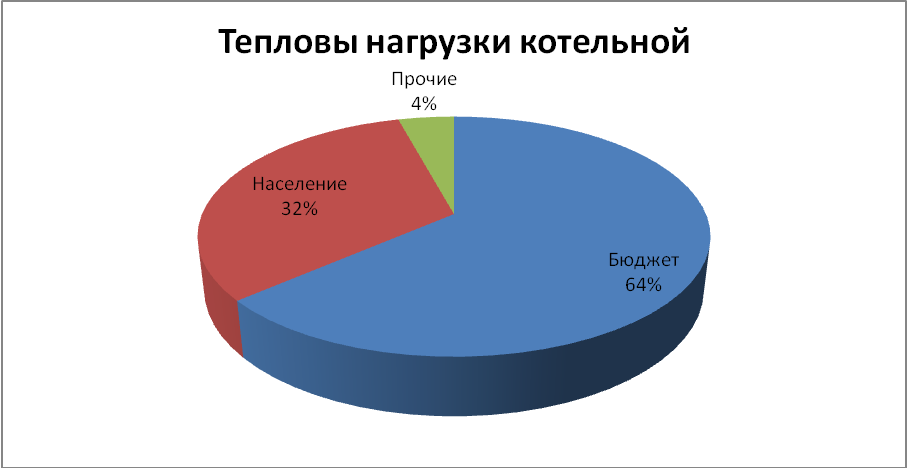 Тепловы нагрузки котельной
Прочие
4%
Население
32%
Бюджет
64%